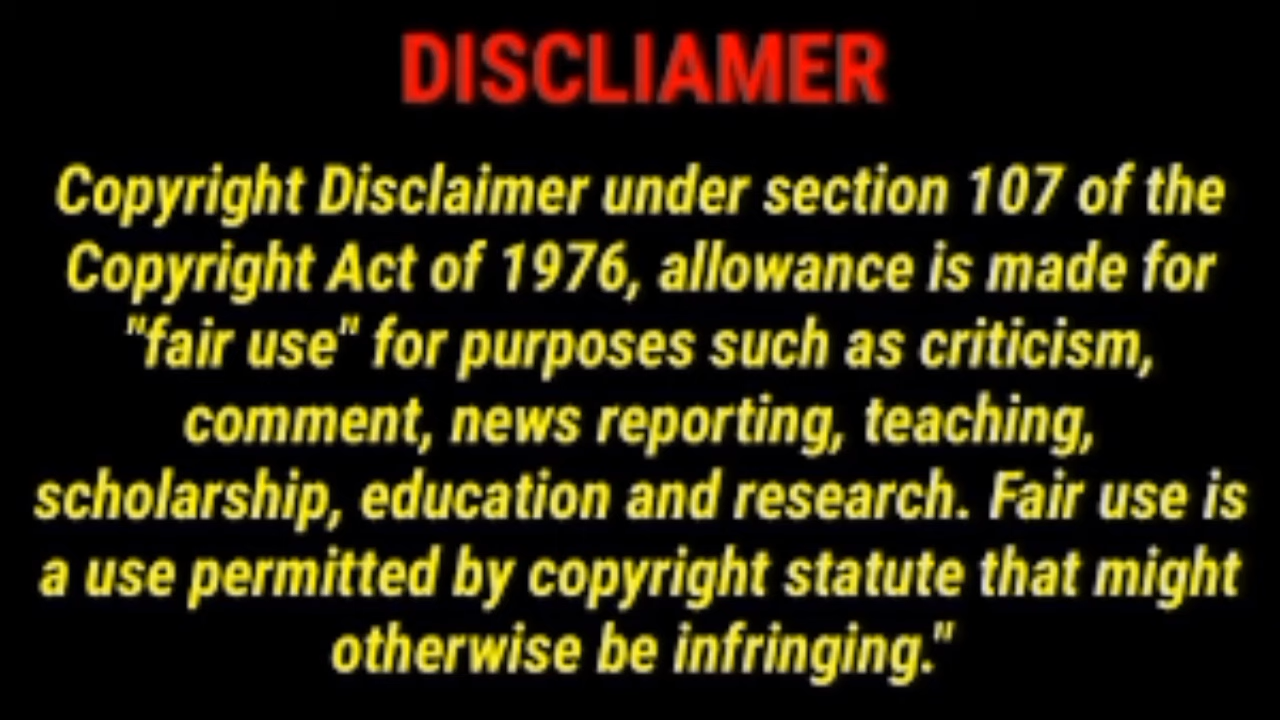 DISCLIAMER
Copyright Disclaimer under section 107 of the
Copyright Act of 1976, allowance is made for
"fair use" for purposes such as criticism,
comment, news reporting, teaching,
scholarship, education and research. Fair use is
a use permitted by copyright statute that might
otherwise be infringing."